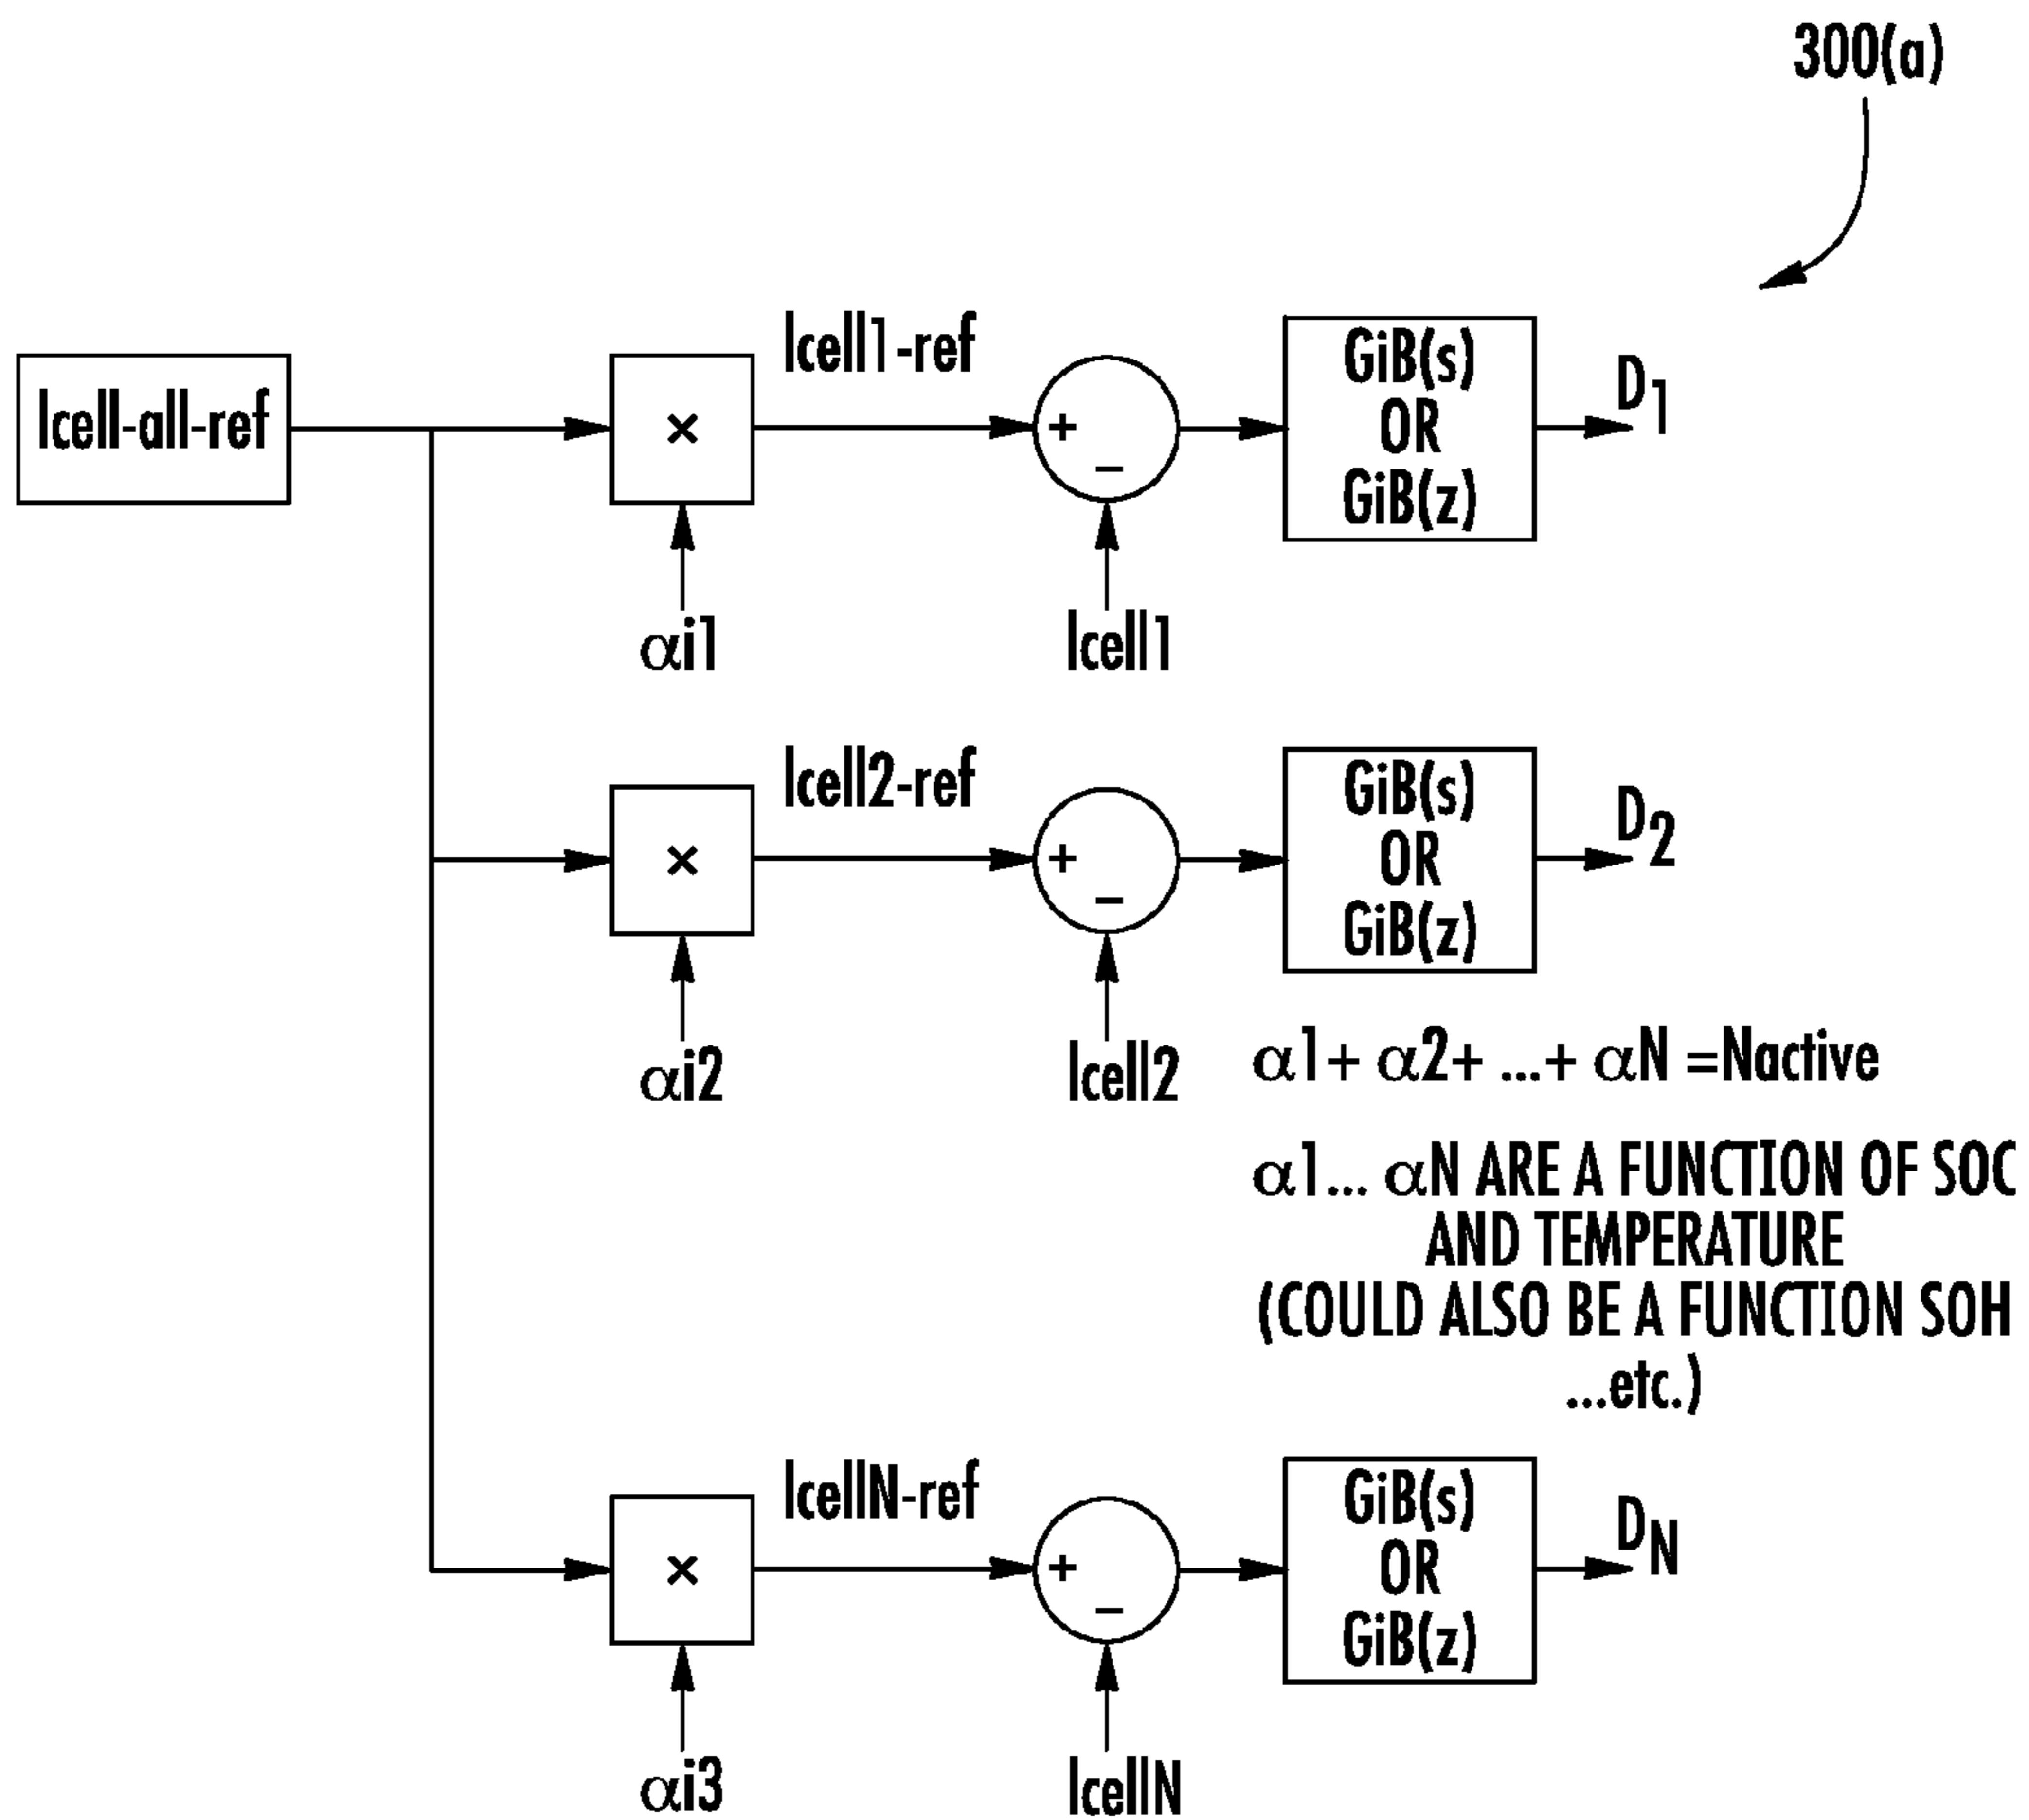 300(a)
Icell-all-ref
×
Icell1-ref
+
−
GiB(s)
OR
GiB(z)
D1
αi1
Icell1
×
Icell2-ref
+
−
GiB(s)
OR
GiB(z)
D2
αi2
Icell2
α1+ α2+ ...+ αN =Nactive
α1... αN ARE A FUNCTION OF SOC
AND TEMPERATURE
(COULD ALSO BE A FUNCTION SOH
...etc.)
×
IcellN-ref
+
−
GiB(s)
OR
GiB(z)
DN
αi3
IcellN